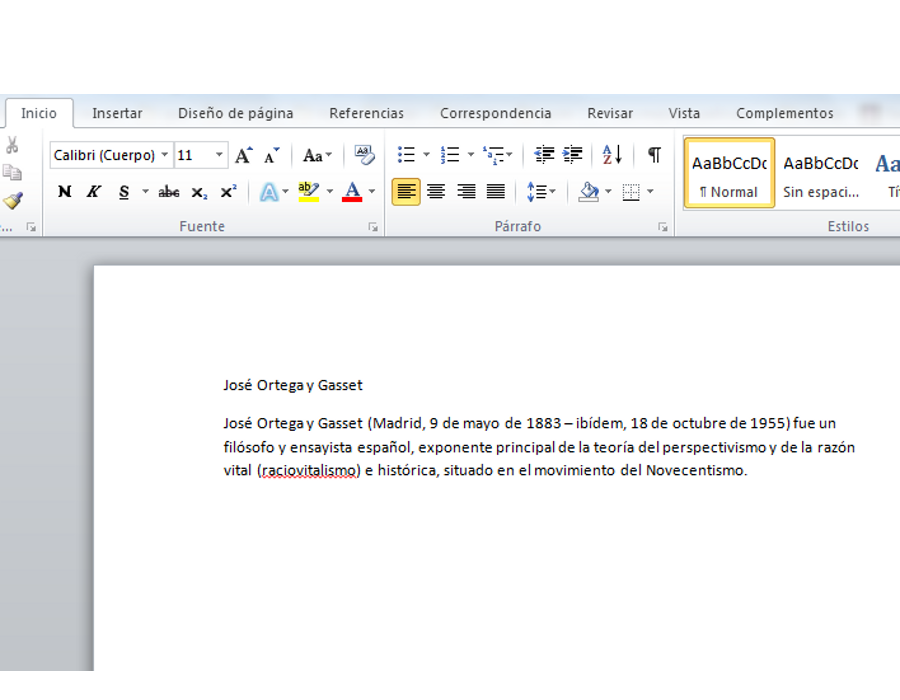 Inicio Insertar Diseño de página Referencias Correspondencia Revisar Vista Complementos
Calibri (Cuerpo) 11 A A Aa Aa AZ ¶ AaBbCcDc AaBbCcDc Aa
N K S abc x₂ x² A ab A ¶ Normal Sin espaci... Tí
... Fuente Párrafo Estilos
José Ortega y Gasset
José Ortega y Gasset (Madrid, 9 de mayo de 1883 – ibídem, 18 de octubre de 1955) fue un
filósofo y ensayista español, exponente principal de la teoría del perspectivismo y de la razón
vital (raciovitalismo) e histórica, situado en el movimiento del Novecentismo.